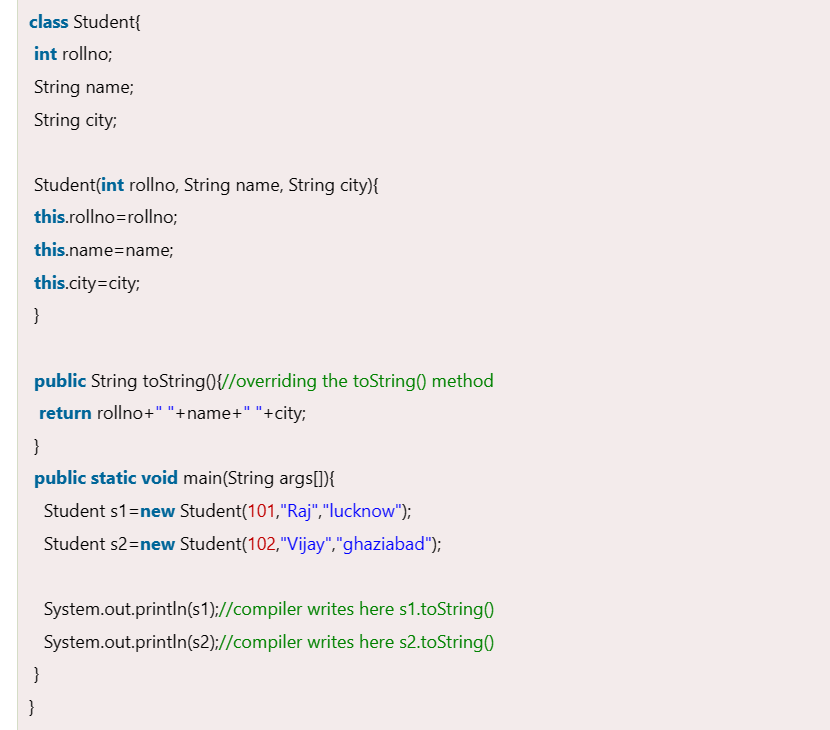 class Student{
int rollno;
String name;
String city;
Student(int rollno, String name, String city){
this.rollno=rollno;
this.name=name;
this.city=city;
}
public String toString(){//overriding the toString() method
return rollno+" "+name+" "+city;
}
public static void main(String args[]){
Student s1=new Student(101,"Raj","lucknow");
Student s2=new Student(102,"Vijay","ghaziabad");
System.out.println(s1);//compiler writes here s1.toString()
System.out.println(s2);//compiler writes here s2.toString()
}
}